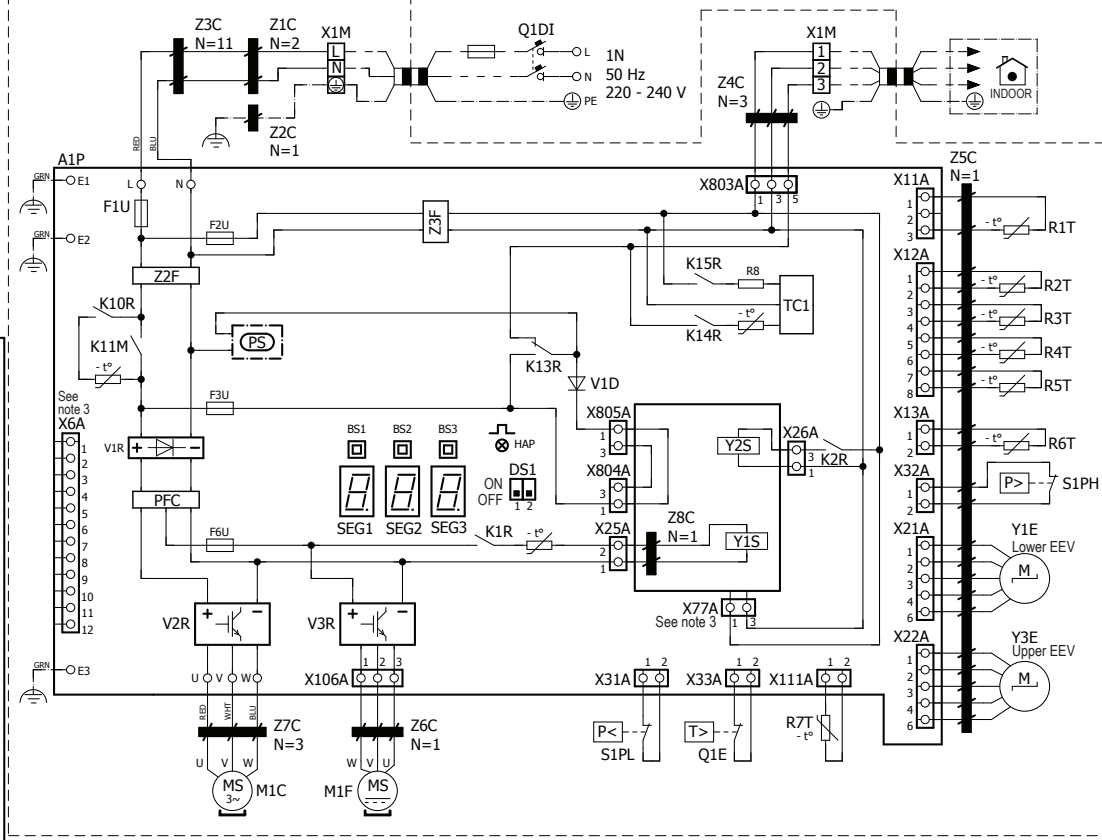 Z3C
N=11
Z1C
N=2
X1M
L
N
Q1DI
L
N
PE
1N
50 Hz
220 - 240 V
Z4C
N=3
X1M
1
2
3
INDOOR
Z2C
N=1
RED
BLU
A1P
GRN
E1
GRN
E2
L
N
F1U
F2U
Z3F
X803A
1 3 5
X11A
1
2
3
Z5C
N=1
- t°
R1T
Z2F
K10R
K11M
- t°
PS
K15R
R8
TC1
- t°
K14R
K13R
V1D
X12A
1
2
3
4
5
6
7
8
- t°
R2T
- t°
R3T
- t°
R4T
- t°
R5T
See
note 3
X6A
1
2
3
4
5
6
7
8
9
10
11
12
F3U
V1R
+ -
PFC
BS1
BS2
BS3
HAP
SEG1
SEG2
SEG3
DS1
ON
OFF
1 2
X805A
1
3
X804A
3
1
X25A
2
1
Y2S
X26A
3
1
K2R
Z8C
N=1
Y1S
X13A
1
2
- t°
R6T
X32A
1
2
P>
S1PH
F6U
K1R
- t°
X21A
1
2
3
4
6
Y1E
Lower EEV
M
V2R
+ -
V3R
+ -
X77A
See note 3
1 3
X22A
1
2
3
4
6
Y3E
Upper EEV
M
GRN
E3
U V W
X106A
1 2 3
X31A
1 2
X33A
1 2
X111A
1 2
RED
WHT
BLU
Z7C
N=3
Z6C
N=1
P<
S1PL
T>
Q1E
R7T
- t°
U V W
MS
3~
M1C
M1F
W V U
MS